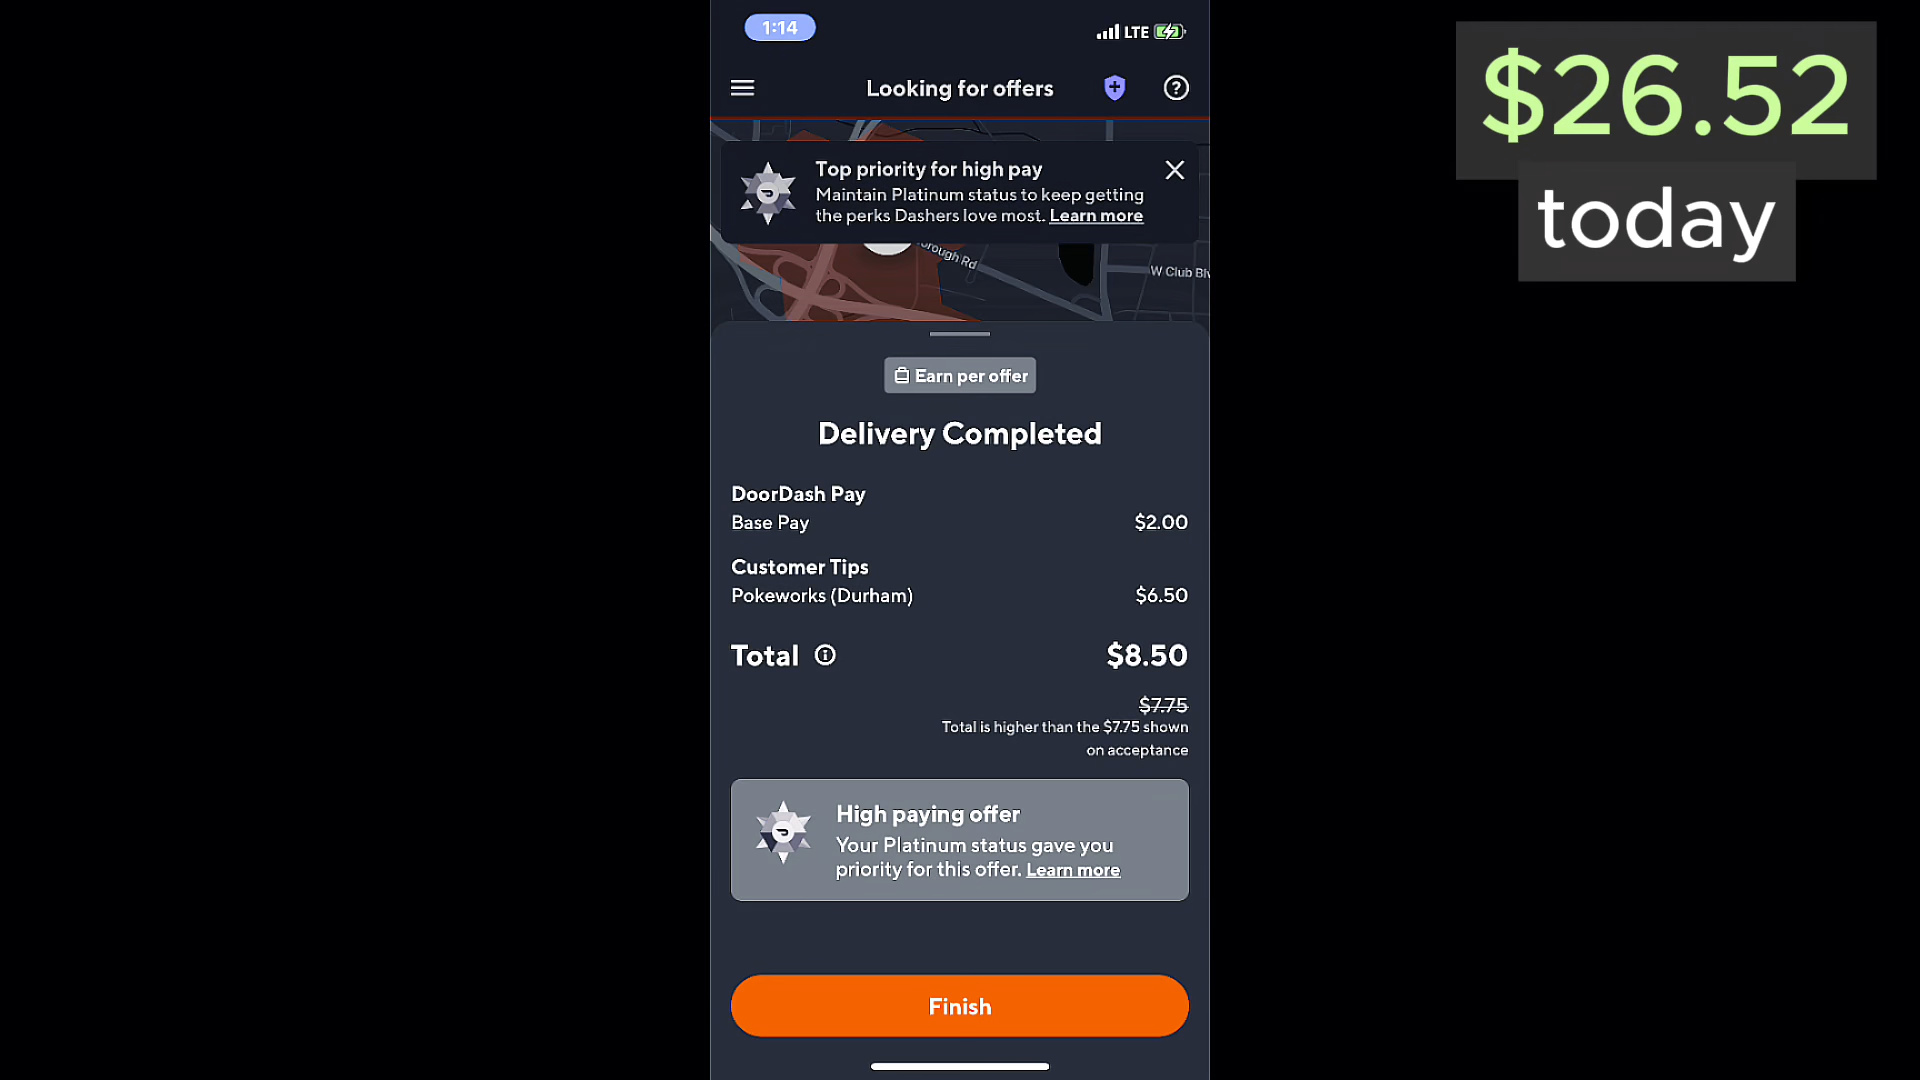 1:14
LTE
Looking for offers
$26.52
today
Top priority for high pay
Maintain Platinum status to keep getting
the perks Dashers love most. Learn more
orough Rd
W Club Blv
Earn per offer
Delivery Completed
DoorDash Pay
Base Pay $2.00
Customer Tips
Pokeworks (Durham) $6.50
Total $8.50
$7.75
Total is higher than the $7.75 shown
on acceptance
High paying offer
Your Platinum status gave you
priority for this offer. Learn more
Finish